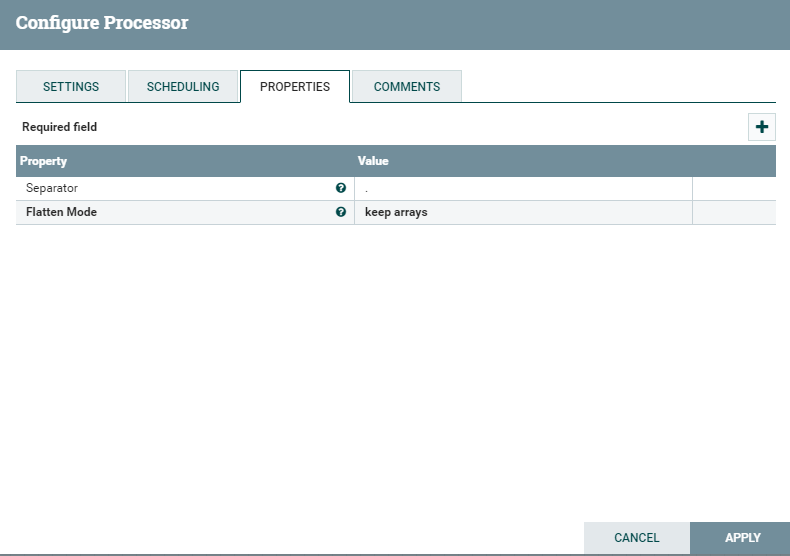 Configure Processor
SETTINGS SCHEDULING PROPERTIES COMMENTS
Required field
Property Value
Separator .
Flatten Mode keep arrays
CANCEL APPLY